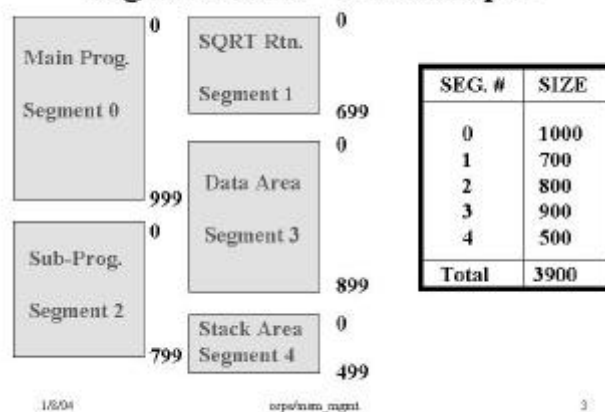 0
Main Prog.
Segment 0
999
0
SQRT Rtn.
Segment 1
699
0
Sub-Prog.
Segment 2
799
0
Data Area
Segment 3
899
0
Stack Area
Segment 4
499
SEG. # SIZE
0 1000
1 700
2 800
3 900
4 500
Total 3900
1/8/04
3